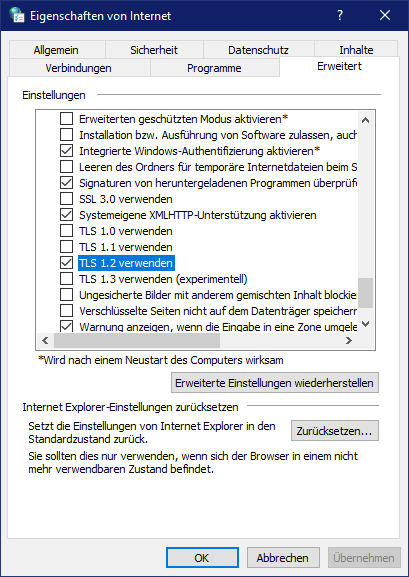 Eigenschaften von Internet
?
Allgemein
Sicherheit
Datenschutz
Inhalte
Verbindungen
Programme
Erweitert
Einstellungen
Erweiterten geschützten Modus aktivieren*
Installation bzw. Ausführung von Software zulassen, auch
Integrierte Windows-Authentifizierung aktivieren*
Leeren des Ordners für temporäre Internetdateien beim S
Signaturen von heruntergeladenen Programmen überprüfe
SSL 3.0 verwenden
Systemeigene XMLHTTP-Unterstützung aktivieren
TLS 1.0 verwenden
TLS 1.1 verwenden
TLS 1.2 verwenden
TLS 1.3 verwenden (experimentell)
Ungesicherte Bilder mit anderem gemischten Inhalt blockie
Verschlüsselte Seiten nicht auf dem Datenträger speichern
Warnung anzeigen, wenn die Eingabe in eine Zone umgele
*Wird nach einem Neustart des Computers wirksam
Erweiterte Einstellungen wiederherstellen
Internet Explorer-Einstellungen zurücksetzen
Setzt die Einstellungen von Internet Explorer in den
Standardzustand zurück.
Zurücksetzen...
Sie sollten dies nur verwenden, wenn sich der Browser in einem nicht
mehr verwendbaren Zustand befindet.
OK
Abbrechen
Übernehmen